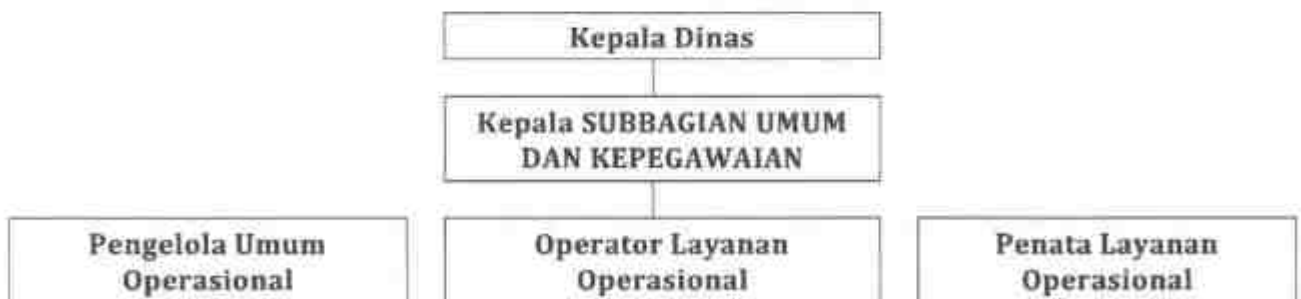 Kepala Dinas
Kepala SUBBAGIAN UMUM
DAN KEPEGAWAIAN
Pengelola Umum
Operasional
Operator Layanan
Operasional
Penata Layanan
Operasional